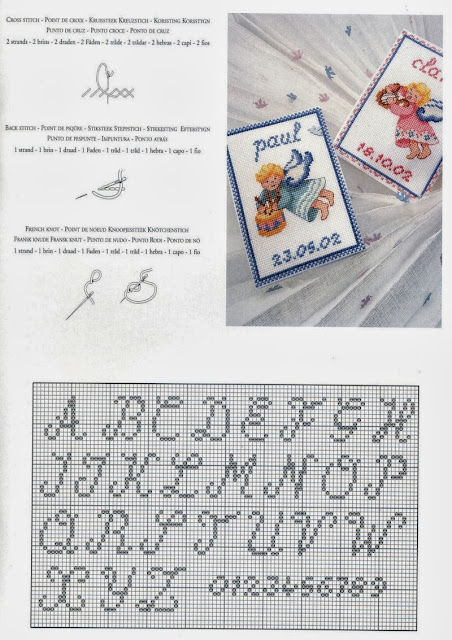 Cross stitch - Point de croix - Kruissteek Kreuzstich - Korssting Korsstygn
Punto de cruz - Punto croce - Ponto de cruz
2 strands - 2 brins - 2 draden - 2 Fäden - 2 tråde - 2 trådar - 2 hebras - 2 capi - 2 fios
Back stitch - Point de piqûre - Stiksteek Steppstich - Stikkesting Efterstygn
Punto de pespunte - Impuntura - Ponto atrás
1 strand - 1 brin - 1 draad - 1 Faden - 1 tråd - 1 tråd - 1 hebra - 1 capo - 1 fio
French knot - Point de noeud Knoopjessteek Knötchenstich
Fransk knude Fransk knut - Punto de nudo - Punto Rodi - Ponto de nó
1 strand - 1 brin - 1 draad - 1 Faden - 1 tråd - 1 tråd - 1 hebra - 1 capo - 1 fio
paul
23.05.02
cla
18.10.02
A B C D E F G H
I J K L M N O P
Q R S T U V W
X Y Z